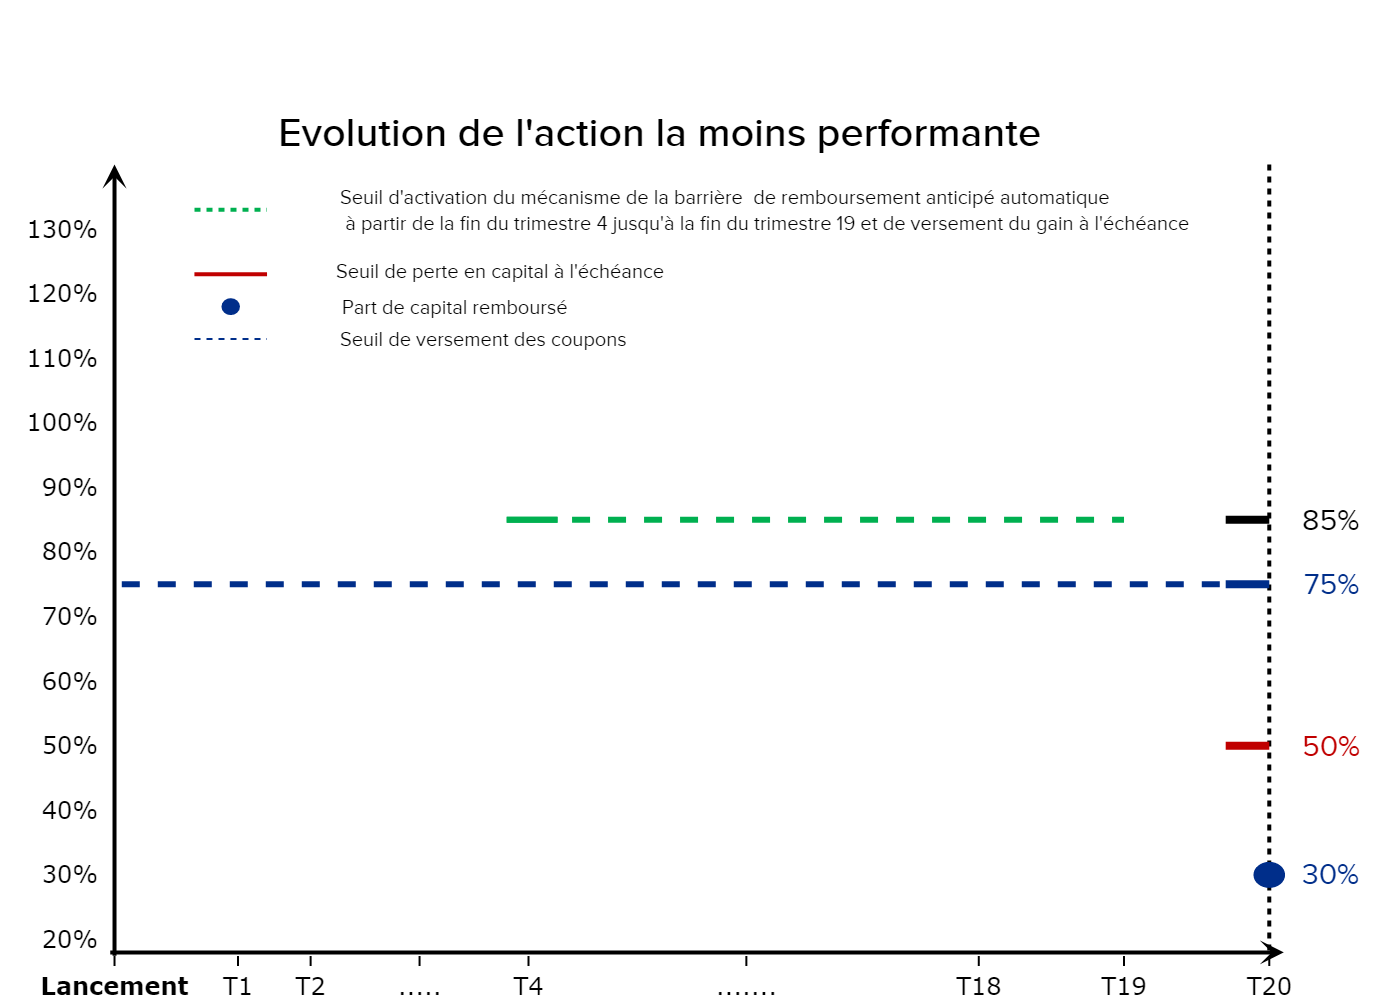 Evolution de l'action la moins performante
Seuil d'activation du mécanisme de la barrière de remboursement anticipé automatique
à partir de la fin du trimestre 4 jusqu'à la fin du trimestre 19 et de versement du gain à l'échéance
Seuil de perte en capital à l'échéance
Part de capital remboursé
Seuil de versement des coupons
130%
120%
110%
100%
90%
80%
70%
60%
50%
40%
30%
20%
85%
75%
50%
30%
Lancement T1 T2 ..... T4 ....... T18 T19 T20